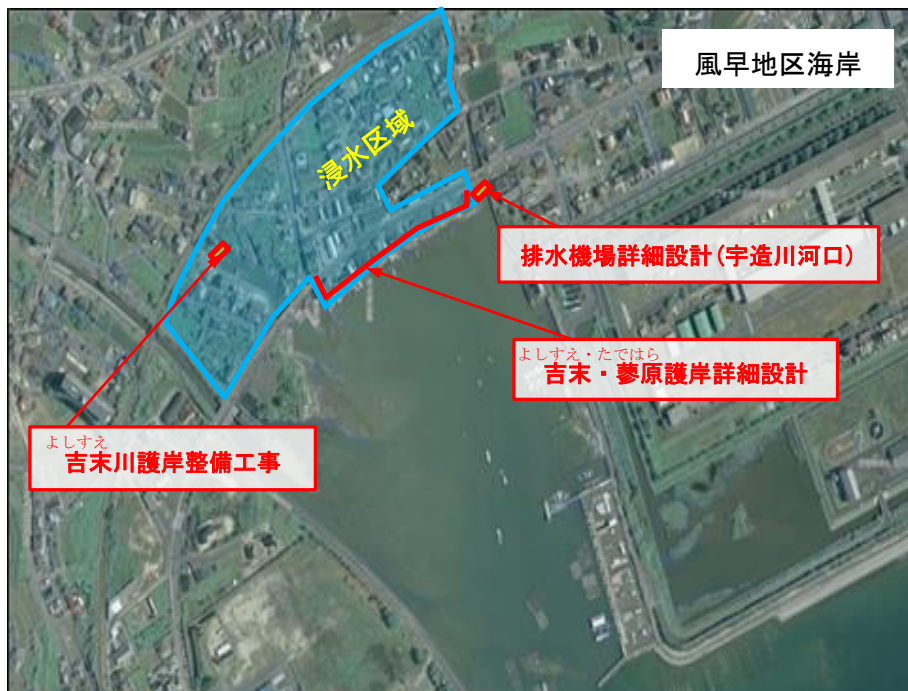 風早地区海岸
浸水区域
排水機場詳細設計(宇造川河口)
よしすえ・たではら
吉末・蓼原護岸詳細設計
よしすえ
吉末川護岸整備工事